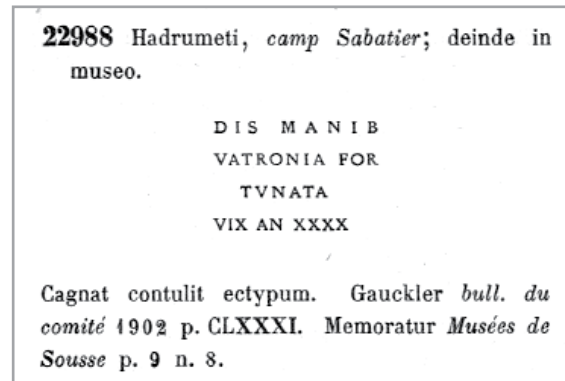 22988 Hadrumeti, camp Sabatier; deinde in
museo.
DIS MANIB
VATRONIA FOR
TVNATA
VIX AN XXXX
Cagnat contulit ectypum. Gauckler bull. du
comité 1902 p. CLXXXI. Memoratur Musées de
Sousse p. 9 n. 8.